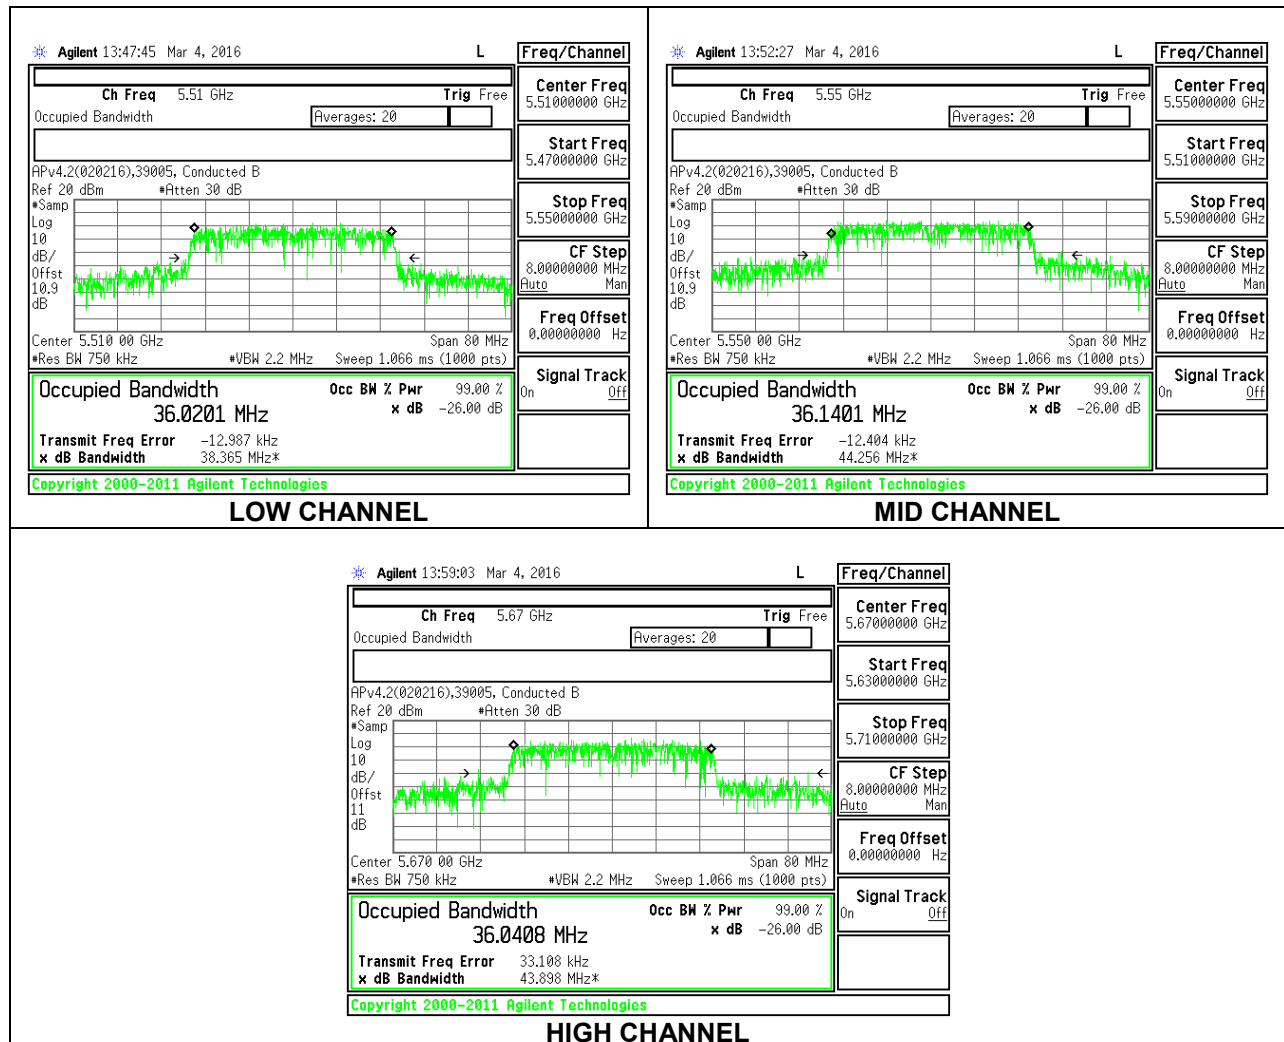 Agilent 13:47:45 Mar 4, 2016 L Freq/Channel
Ch Freq 5.51 GHz Trig Free
Occupied Bandwidth Averages: 20
APv4.2(020216),39005, Conducted B
Ref 20 dBm #Atten 30 dB
#Samp
Log
10
dB/
Offst
10.9
dB
Center 5.510 00 GHz Span 80 MHz
#Res BW 750 kHz #VBW 2.2 MHz Sweep 1.066 ms (1000 pts)
Occupied Bandwidth Occ BW % Pwr 99.00 %
36.0201 MHz x dB -26.00 dB
Transmit Freq Error -12.987 kHz
x dB Bandwidth 38.365 MHz*
Copyright 2000-2011 Agilent Technologies
Center Freq
5.51000000 GHz
Start Freq
5.47000000 GHz
Stop Freq
5.55000000 GHz
CF Step
8.00000000 MHz
Auto Man
Freq Offset
0.00000000 Hz
Signal Track
On Off
LOW CHANNEL
Agilent 13:52:27 Mar 4, 2016 L Freq/Channel
Ch Freq 5.55 GHz Trig Free
Occupied Bandwidth Averages: 20
APv4.2(020216),39005, Conducted B
Ref 20 dBm #Atten 30 dB
#Samp
Log
10
dB/
Offst
10.9
dB
Center 5.550 00 GHz Span 80 MHz
#Res BW 750 kHz #VBW 2.2 MHz Sweep 1.066 ms (1000 pts)
Occupied Bandwidth Occ BW % Pwr 99.00 %
36.1401 MHz x dB -26.00 dB
Transmit Freq Error -12.404 kHz
x dB Bandwidth 44.256 MHz*
Copyright 2000-2011 Agilent Technologies
Center Freq
5.55000000 GHz
Start Freq
5.51000000 GHz
Stop Freq
5.59000000 GHz
CF Step
8.00000000 MHz
Auto Man
Freq Offset
0.00000000 Hz
Signal Track
On Off
MID CHANNEL
Agilent 13:59:03 Mar 4, 2016 L Freq/Channel
Ch Freq 5.67 GHz Trig Free
Occupied Bandwidth Averages: 20
APv4.2(020216),39005, Conducted B
Ref 20 dBm #Atten 30 dB
#Samp
Log
10
dB/
Offst
11
dB
Center 5.670 00 GHz Span 80 MHz
#Res BW 750 kHz #VBW 2.2 MHz Sweep 1.066 ms (1000 pts)
Occupied Bandwidth Occ BW % Pwr 99.00 %
36.0408 MHz x dB -26.00 dB
Transmit Freq Error 33.108 kHz
x dB Bandwidth 43.898 MHz*
Copyright 2000-2011 Agilent Technologies
Center Freq
5.67000000 GHz
Start Freq
5.63000000 GHz
Stop Freq
5.71000000 GHz
CF Step
8.00000000 MHz
Auto Man
Freq Offset
0.00000000 Hz
Signal Track
On Off
HIGH CHANNEL